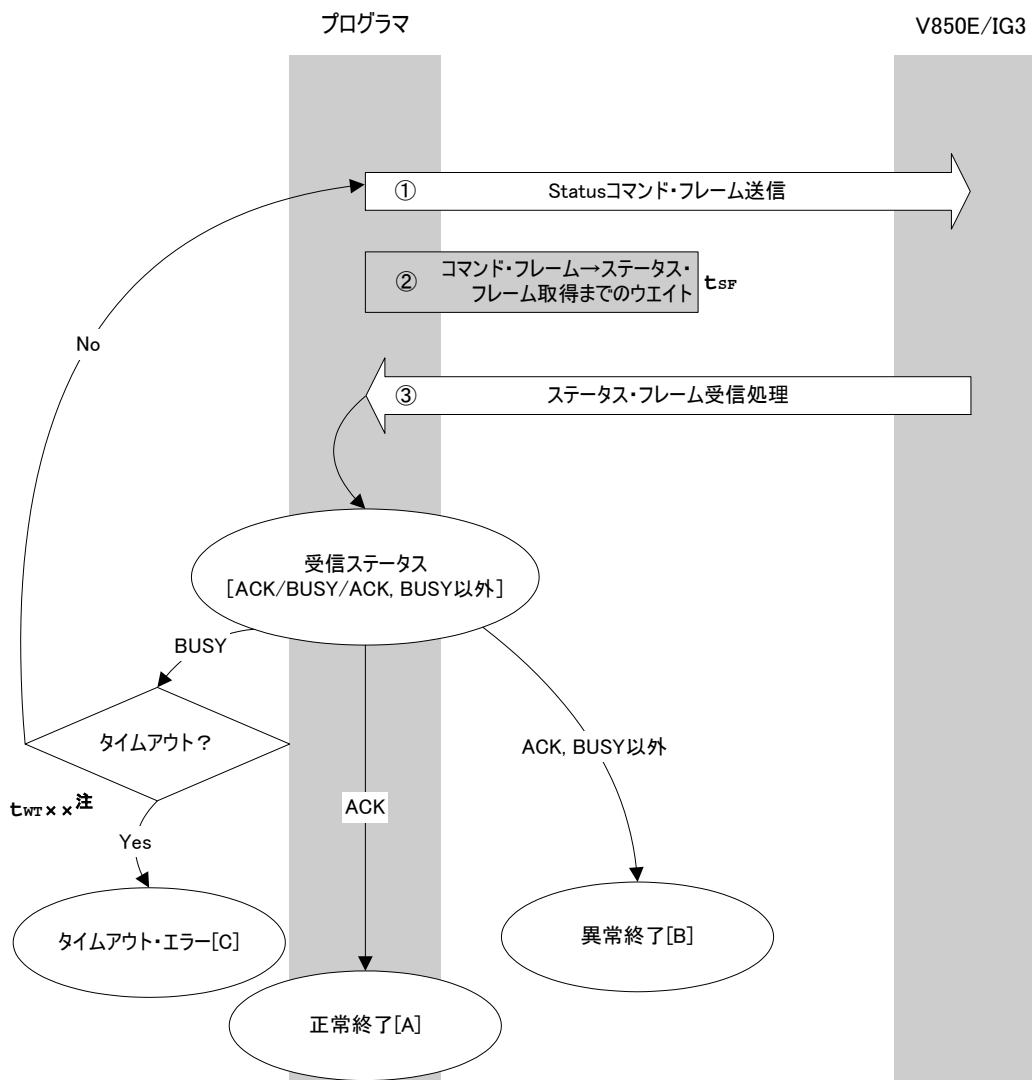 プログラマ
V850E/IG3
① Statusコマンド・フレーム送信
② コマンド・フレーム→ステータス・
フレーム取得までのウエイト
tSF
No
③ ステータス・フレーム受信処理
受信ステータス
[ACK/BUSY/ACK, BUSY以外]
BUSY
タイムアウト？
ACK, BUSY以外
tWT××注
ACK
Yes
タイムアウト・エラー[C]
異常終了[B]
正常終了[A]